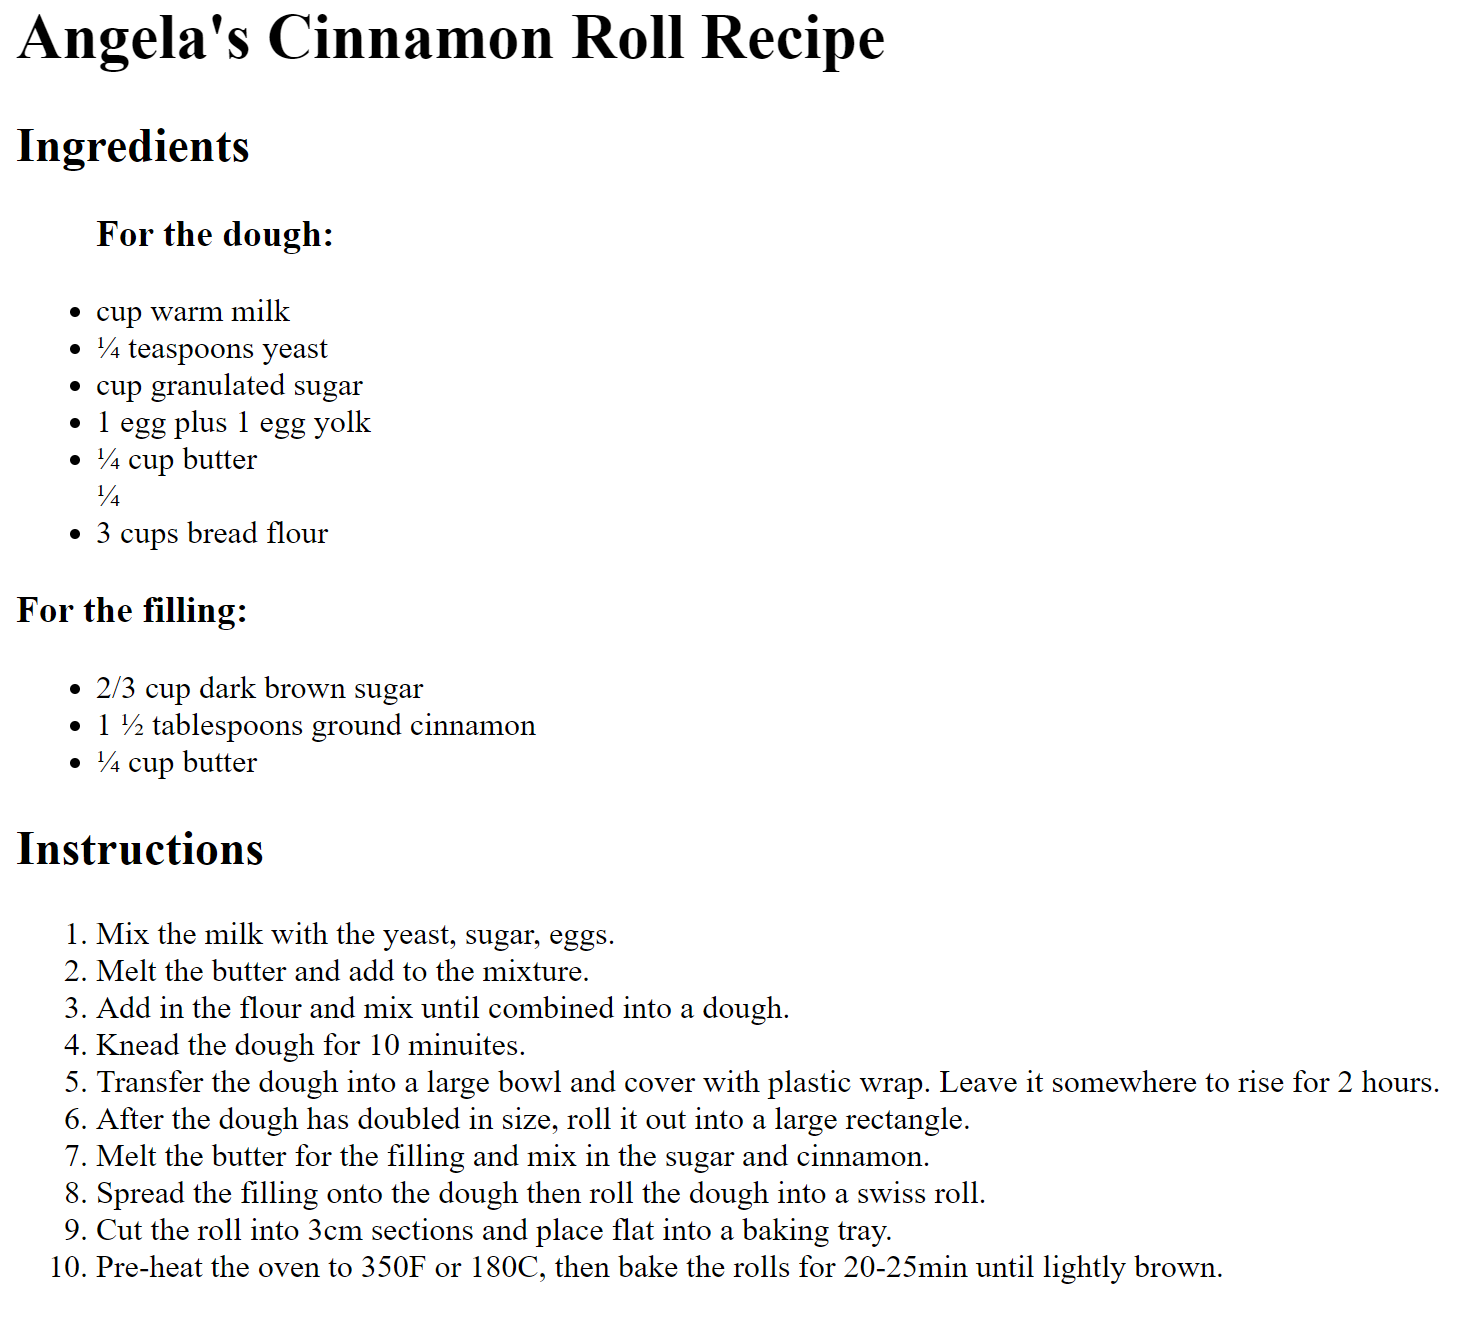 Angela's Cinnamon Roll Recipe
Ingredients
For the dough:
• cup warm milk
• ¼ teaspoons yeast
• cup granulated sugar
• 1 egg plus 1 egg yolk
• ¼ cup butter
¼
• 3 cups bread flour
For the filling:
• 2/3 cup dark brown sugar
• 1 ½ tablespoons ground cinnamon
• ¼ cup butter
Instructions
1. Mix the milk with the yeast, sugar, eggs.
2. Melt the butter and add to the mixture.
3. Add in the flour and mix until combined into a dough.
4. Knead the dough for 10 minuites.
5. Transfer the dough into a large bowl and cover with plastic wrap. Leave it somewhere to rise for 2 hours.
6. After the dough has doubled in size, roll it out into a large rectangle.
7. Melt the butter for the filling and mix in the sugar and cinnamon.
8. Spread the filling onto the dough then roll the dough into a swiss roll.
9. Cut the roll into 3cm sections and place flat into a baking tray.
10. Pre-heat the oven to 350F or 180C, then bake the rolls for 20-25min until lightly brown.